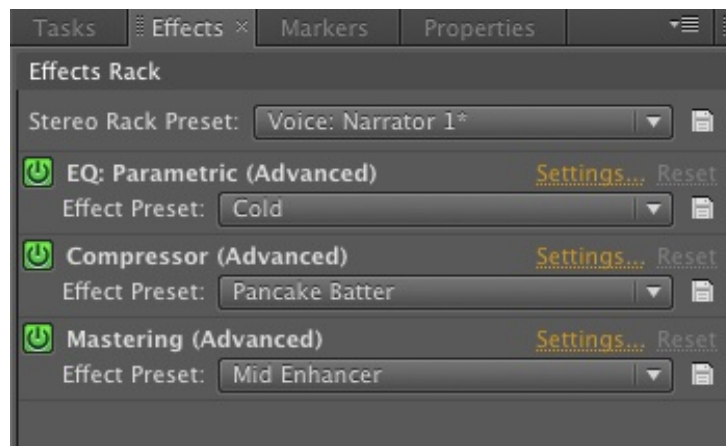 Tasks Effects × Markers Properties
Effects Rack
Stereo Rack Preset: Voice: Narrator 1*
EQ: Parametric (Advanced) Settings... Reset
Effect Preset: Cold
Compressor (Advanced) Settings... Reset
Effect Preset: Pancake Batter
Mastering (Advanced) Settings... Reset
Effect Preset: Mid Enhancer